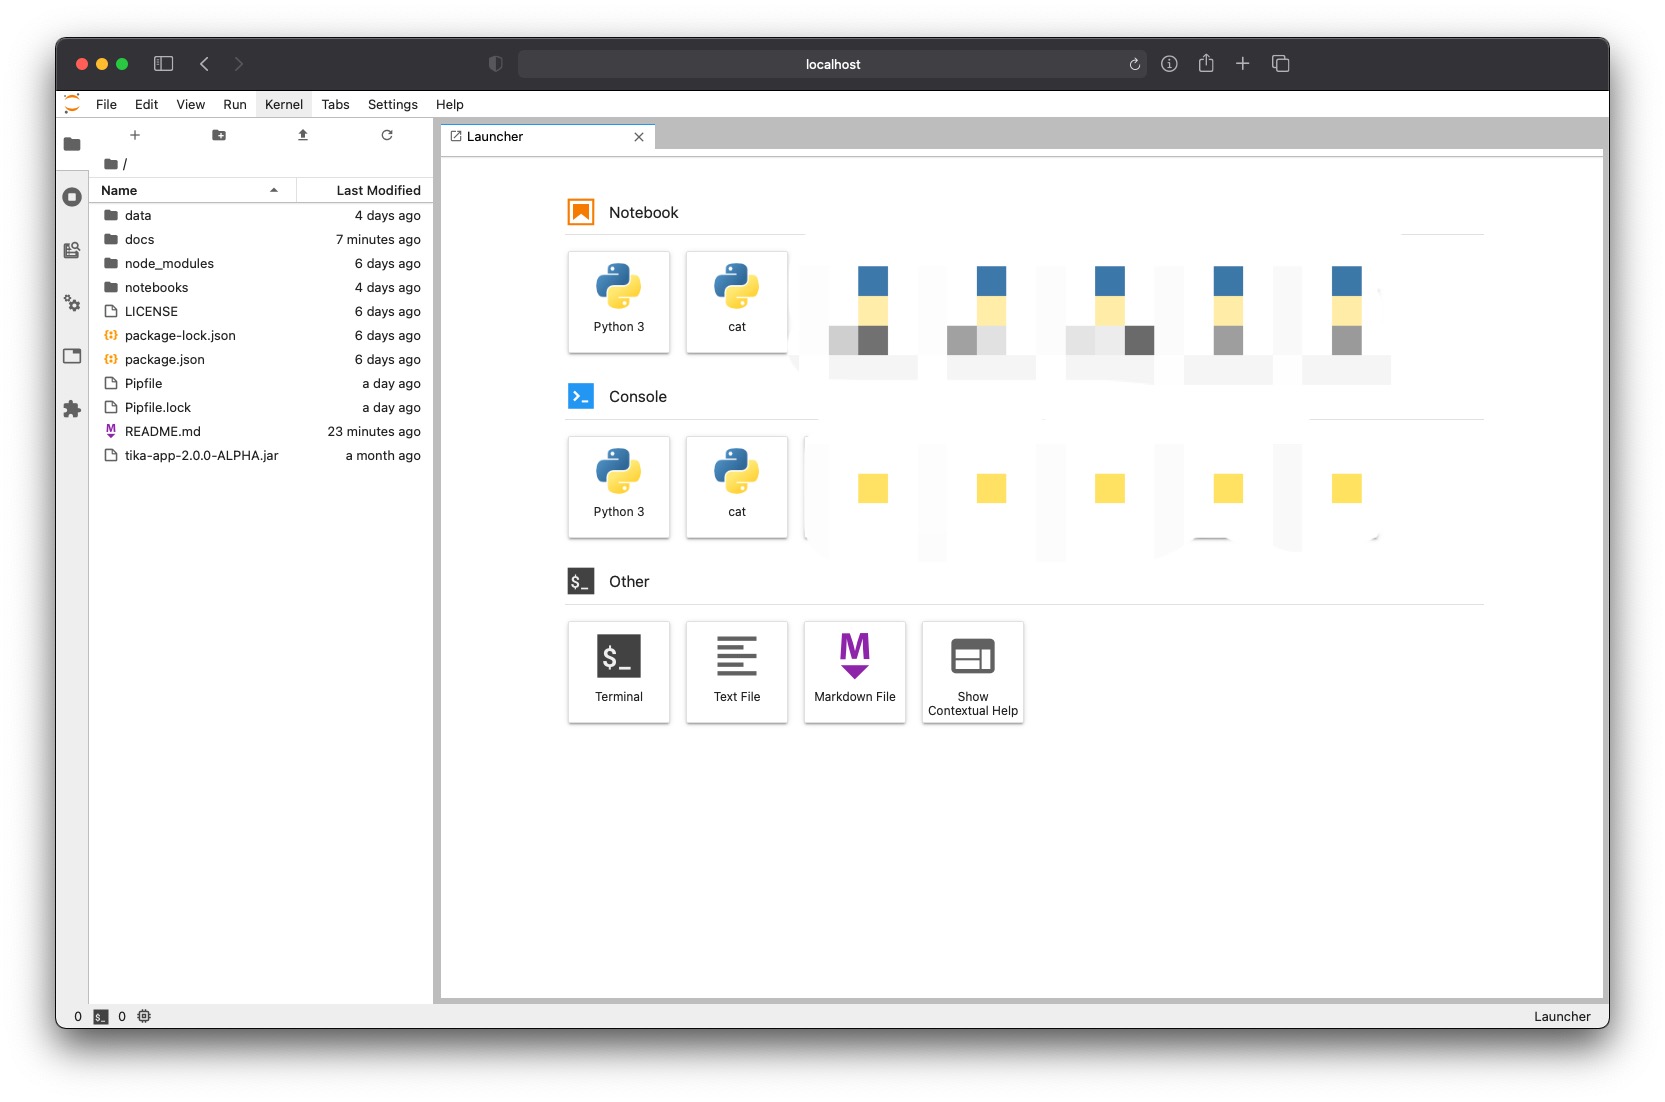 localhost
File Edit View Run Kernel Tabs Settings Help
Launcher
/
Name Last Modified
data 4 days ago
docs 7 minutes ago
node_modules 6 days ago
notebooks 4 days ago
LICENSE 6 days ago
package-lock.json 6 days ago
package.json 6 days ago
Pipfile a day ago
Pipfile.lock a day ago
README.md 23 minutes ago
tika-app-2.0.0-ALPHA.jar a month ago
Notebook
Python 3 cat
Console
Python 3 cat
$_ Other
$_
Terminal Text File Markdown File Show
Contextual Help
0 $_ 0 Launcher